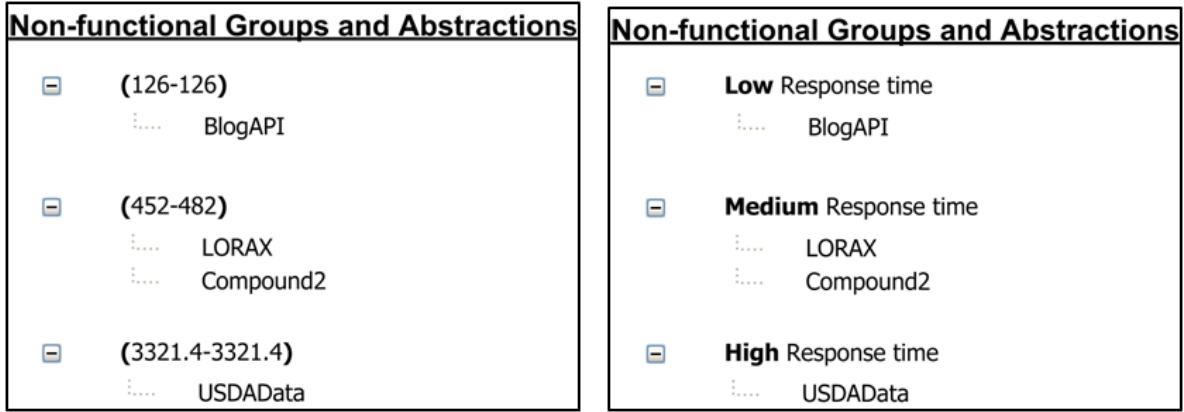 Non-functional Groups and Abstractions
(126-126)
BlogAPI
(452-482)
LORAX
Compound2
(3321.4-3321.4)
USDAData
Non-functional Groups and Abstractions
Low Response time
BlogAPI
Medium Response time
LORAX
Compound2
High Response time
USDAData